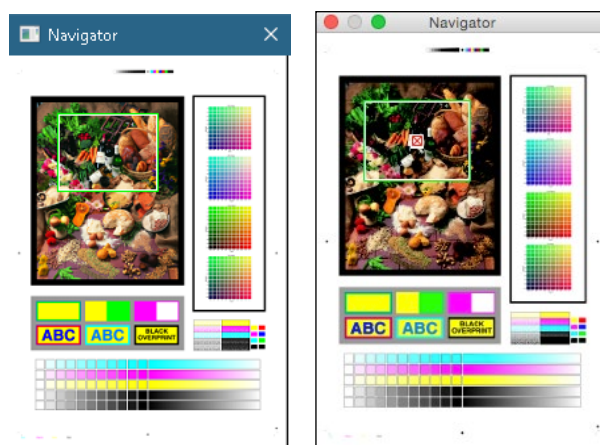 Navigator
ABC ABC BLACK
OVERPRINT
Navigator
ABC ABC BLACK
OVERPRINT